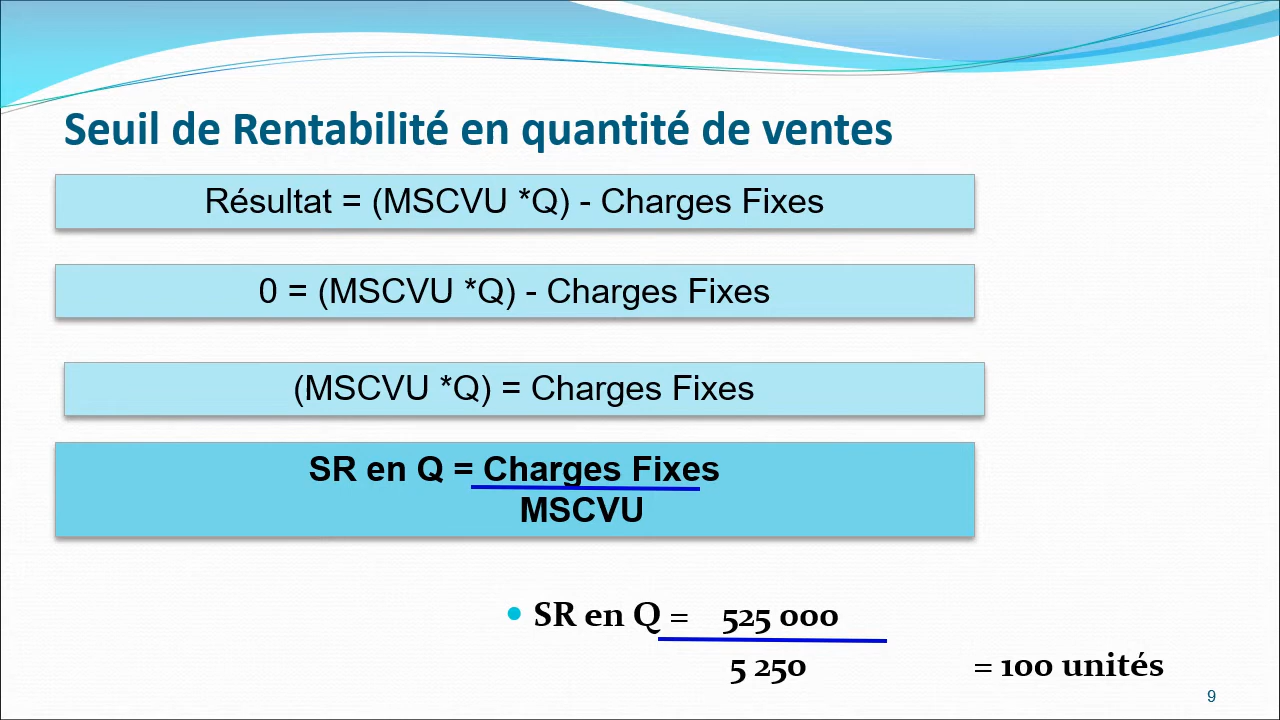 Seuil de Rentabilité en quantité de ventes
Résultat = (MSCVU *Q) - Charges Fixes
0 = (MSCVU *Q) - Charges Fixes
(MSCVU *Q) = Charges Fixes
SR en Q = Charges Fixes
MSCVU
• SR en Q = 525 000
5 250 = 100 unités
9